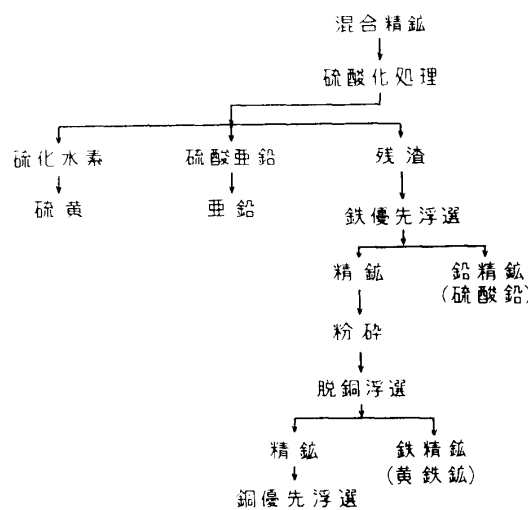 混合精鉱
硫酸化処理
硫化水素
硫酸亜鉛
残渣
硫黄
亜鉛
鉄優先浮選
精鉱
鉛精鉱
(硫酸鉛)
粉砕
脱銅浮選
精鉱
鉄精鉱
(黄鉄鉱)
銅優先浮選